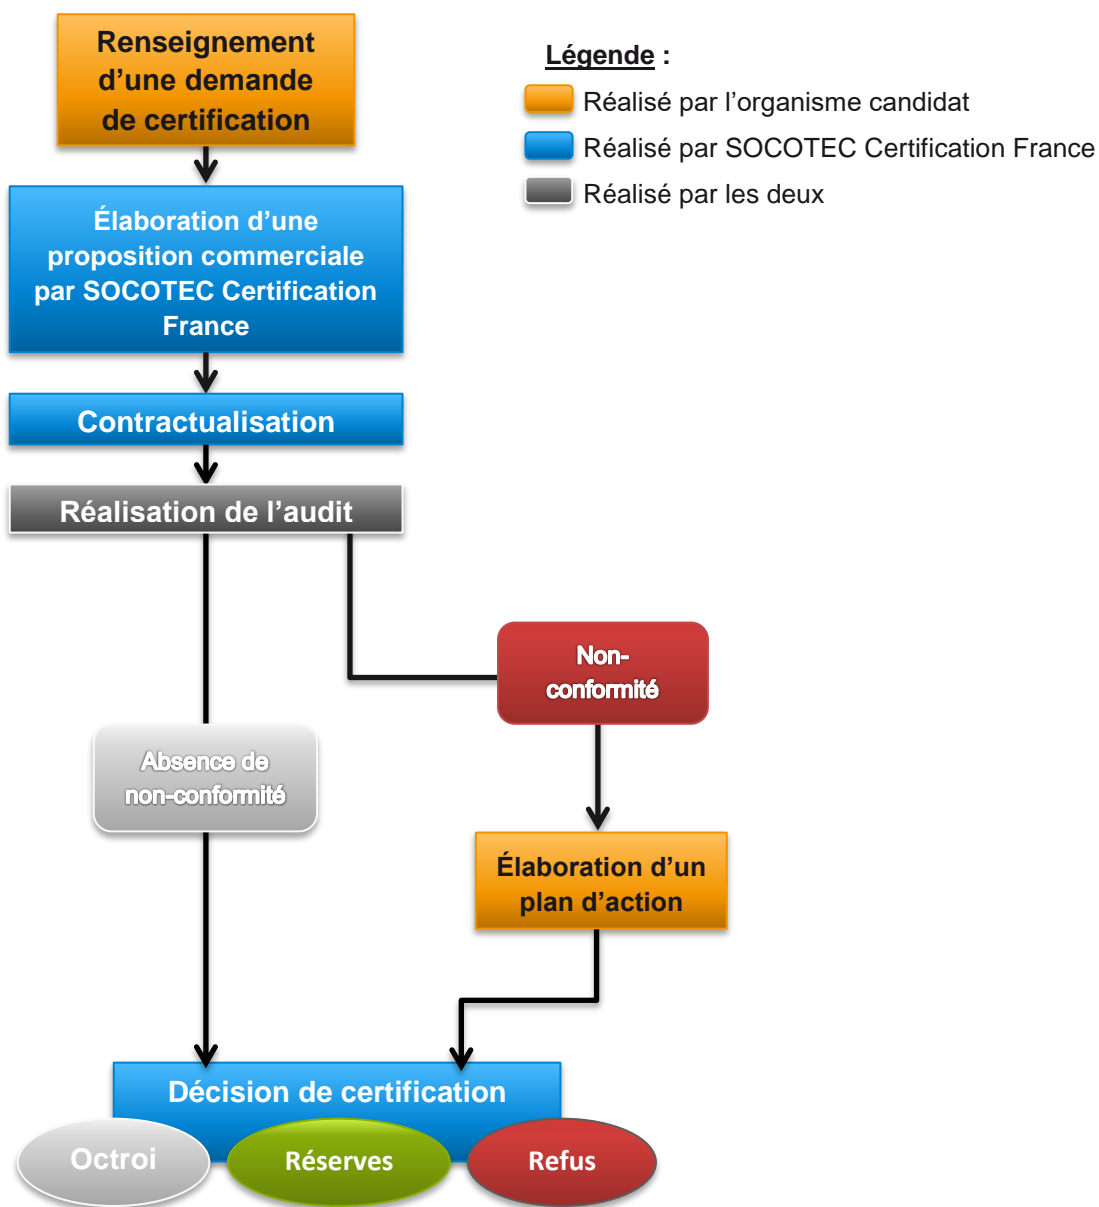 Renseignement
d’une demande
de certification
Légende :
Réalisé par l’organisme candidat
Réalisé par SOCOTEC Certification France
Réalisé par les deux
Élaboration d’une
proposition commerciale
par SOCOTEC Certification
France
Contractualisation
Réalisation de l’audit
Non-
conformité
Absence de
non-conformité
Élaboration d’un
plan d’action
Décision de certification
Octroi
Réserves
Refus